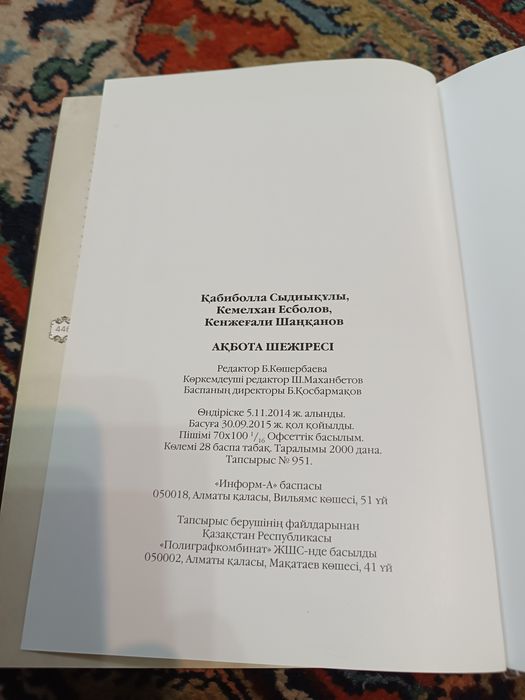 Қабиболла Сыдиықұлы,
Кемелхан Есболов,
Кенжеғали Шаңқанов
АҚБОТА ШЕЖІРЕСІ
Редактор Б.Көшербаева
Көркемдеуші редактор Ш.Маханбетов
Баспаның директоры Б.Қосбармақов
Өндіріске 5.11.2014 ж. алынды.
Басуға 30.09.2015 ж. қол қойылды.
Пішімі 70x100 1/16 Офсеттік басылым.
Көлемі 28 баспа табақ. Таралымы 2000 дана.
Тапсырыс № 951.
«Информ-А» баспасы
050018, Алматы қаласы, Вильямс көшесі, 51 үй
Тапсырыс берушінің файлдарынан
Қазақстан Республикасы
«Полиграфкомбинат» ЖШС-нде басылды
050002, Алматы қаласы, Мақатаев көшесі, 41 үй